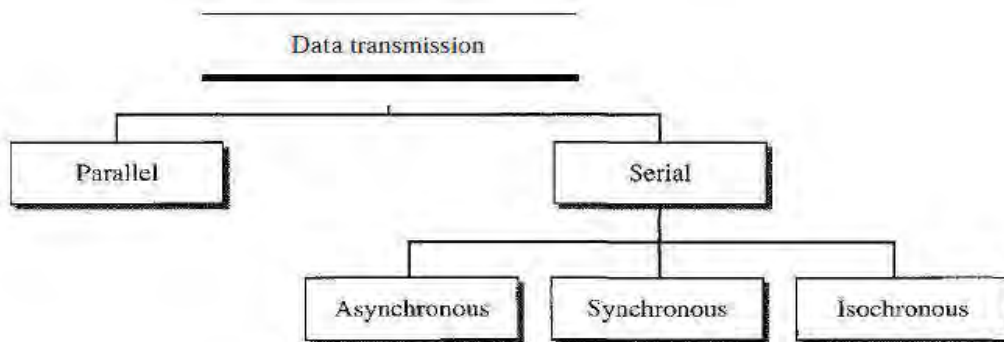 Data transmission
Parallel
Serial
Asynchronous
Synchronous
Isochronous